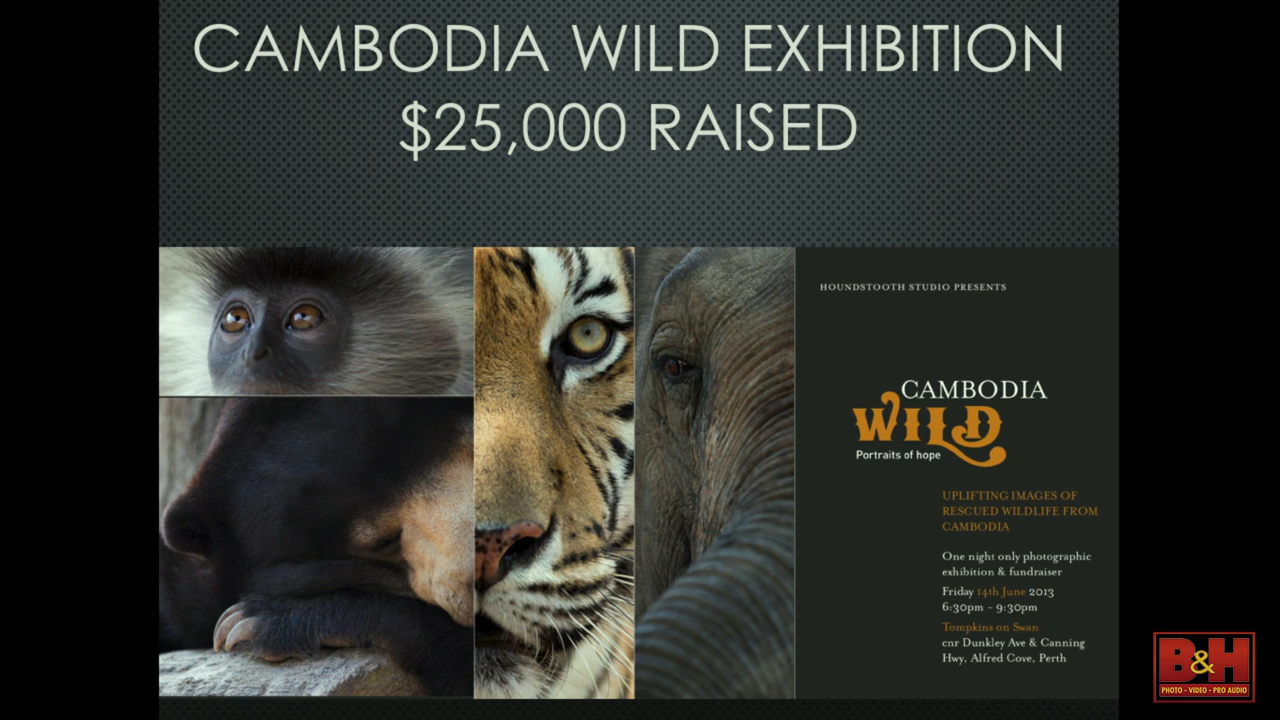 CAMBODIA WILD EXHIBITION
$25,000 RAISED
HOUNDSTOOTH STUDIO PRESENTS
CAMBODIA
WILD
Portraits of hope
UPLIFTING IMAGES OF
RESCUED WILDLIFE FROM
CAMBODIA
One night only photographic
exhibition & fundraiser
Friday 14th June 2013
6:30pm - 9:30pm
Tompkins on Swan
cnr Dunkley Ave & Canning
Hwy, Alfred Cove, Perth
B&H
PHOTO - VIDEO - PRO AUDIO